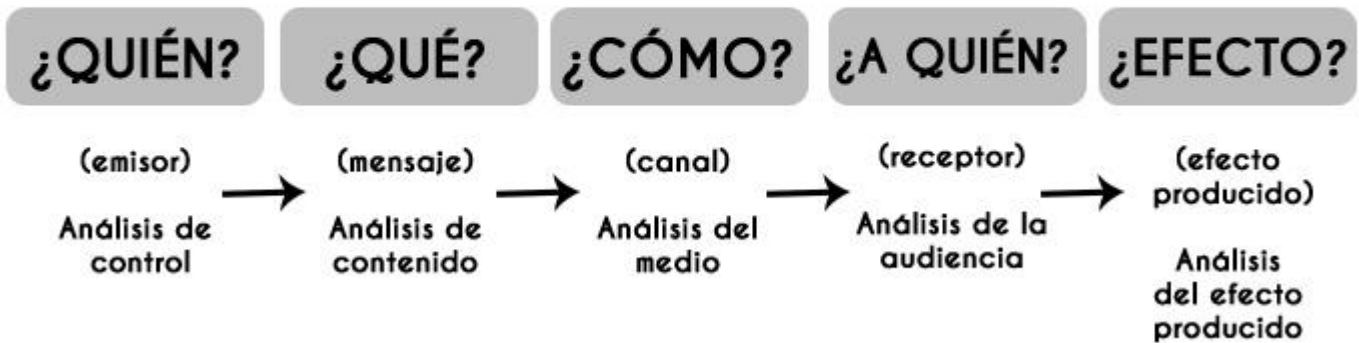 ¿QUIÉN?
¿QUÉ?
¿CÓMO?
¿A QUIÉN?
¿EFECTO?
(emisor)
Análisis de
control
(mensaje)
Análisis de
contenido
(canal)
Análisis del
medio
(receptor)
Análisis de la
audiencia
(efecto
producido)
Análisis
del efecto
producido